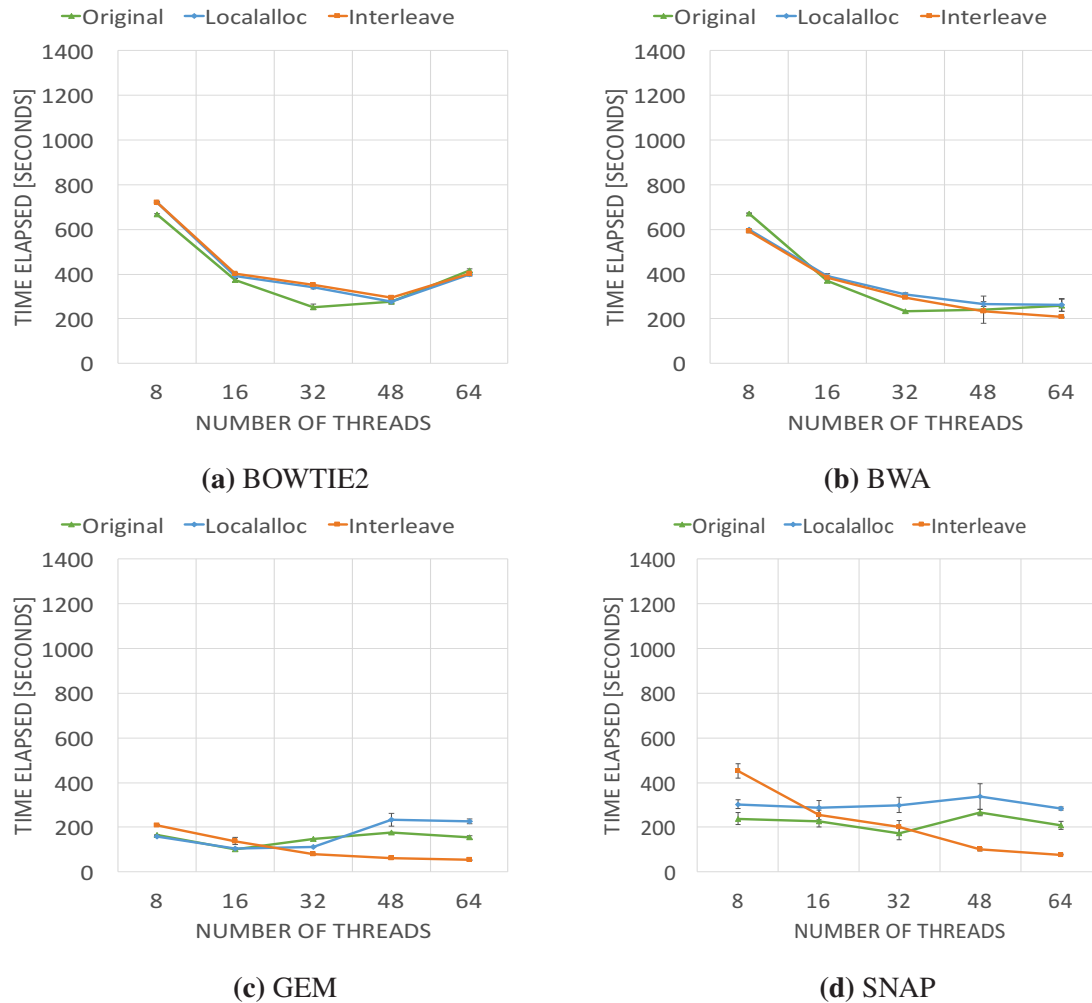 Original Localalloc Interleave
1400
1200
1000
800
600
400
200
0
TIME ELAPSED [SECONDS]
8 16 32 48 64
NUMBER OF THREADS
(a) BOWTIE2
Original Localalloc Interleave
1400
1200
1000
800
600
400
200
0
TIME ELAPSED [SECONDS]
8 16 32 48 64
NUMBER OF THREADS
(b) BWA
Original Localalloc Interleave
1400
1200
1000
800
600
400
200
0
TIME ELAPSED [SECONDS]
8 16 32 48 64
NUMBER OF THREADS
(c) GEM
Original Localalloc Interleave
1400
1200
1000
800
600
400
200
0
TIME ELAPSED [SECONDS]
8 16 32 48 64
NUMBER OF THREADS
(d) SNAP